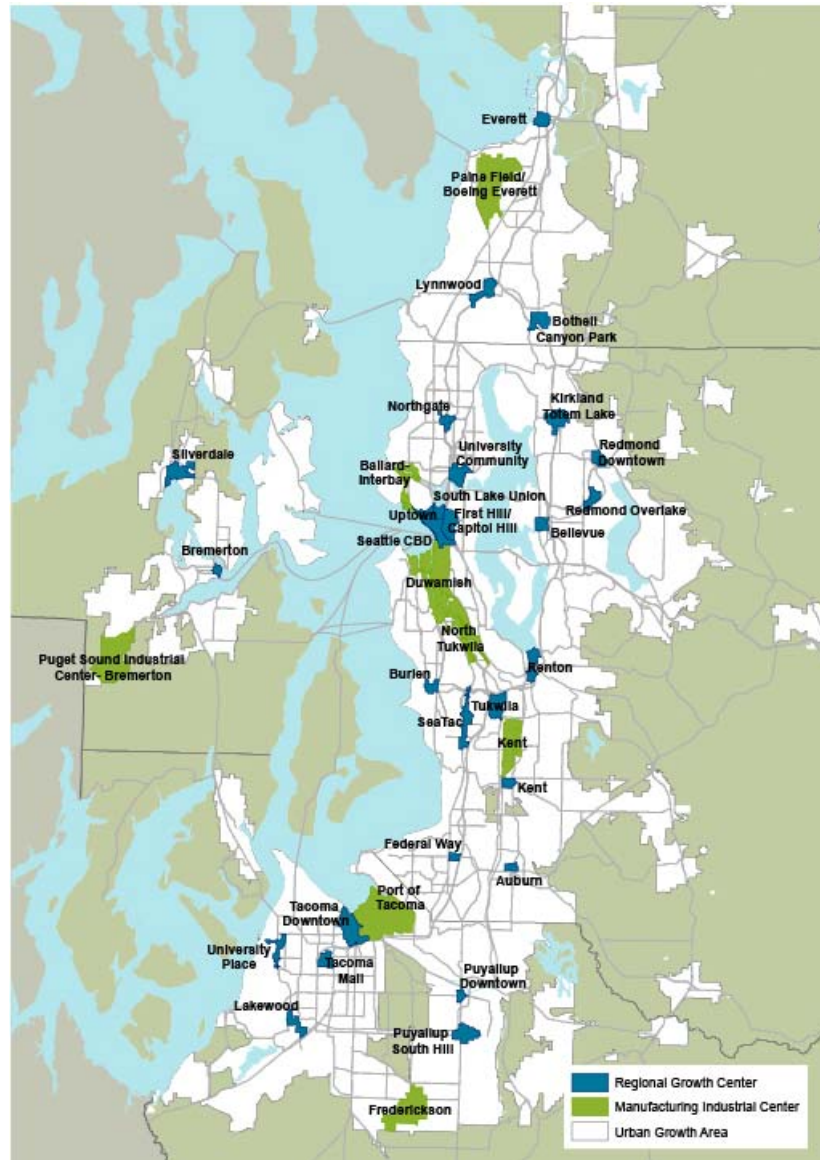 Everett
Paine Field/
Boeing Everett
Lynnwood
Bothell
Canyon Park
Northgate
Kirkland
Totem Lake
University
Community
Redmond
Downtown
Silverdale
Ballard-
Interbay
South Lake Union
Redmond Overlake
Uptown
First Hill/
Capitol Hill
Bellevue
Seattle CBD
Bremerton
Duwamish
North
Tukwila
Puget Sound Industrial
Center- Bremerton
Burien
Renton
Tukwila
SeaTac
Kent
Kent
Federal Way
Auburn
Port of
Tacoma
Tacoma
Downtown
University
Place
Tacoma
Mall
Puyallup
Downtown
Lakewood
Puyallup
South Hill
Frederickson
Regional Growth Center
Manufacturing Industrial Center
Urban Growth Area